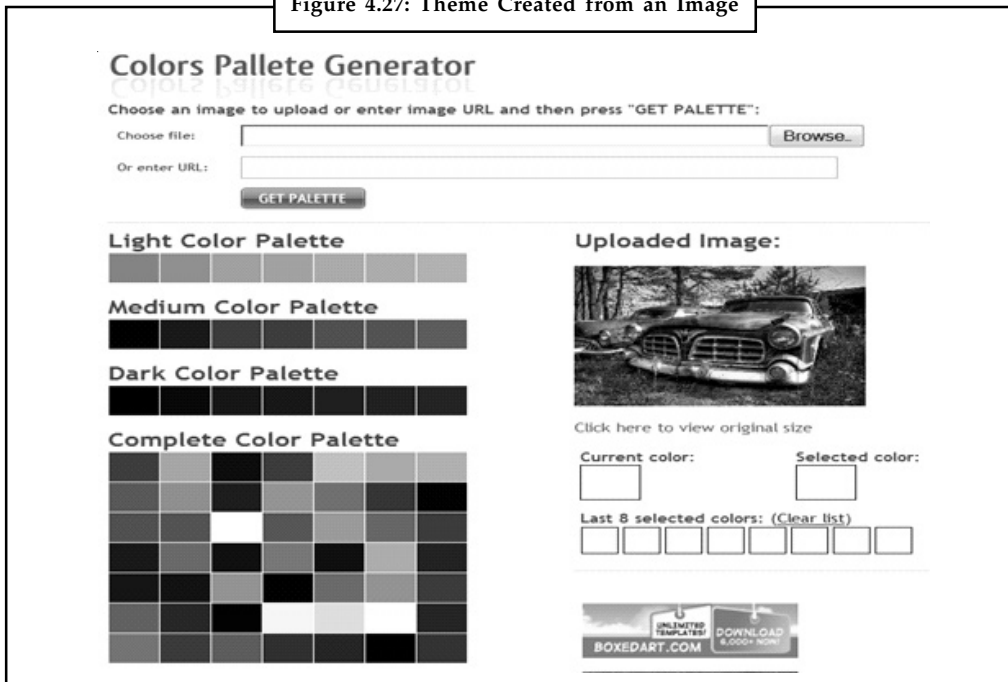 Figure 4.27: Theme Created from an Image
Colors Pallete Generator
Choose an image to upload or enter image URL and then press "GET PALETTE":
Choose file:
Browse..
Or enter URL:
GET PALETTE
Light Color Palette
Medium Color Palette
Dark Color Palette
Complete Color Palette
Uploaded Image:
Click here to view original size
Current color:
Selected color:
Last 8 selected colors: (Clear list)
UNLIMITED
TEMPLATES!
BOXEDART.COM
DOWNLOAD
6,000+ NOW!